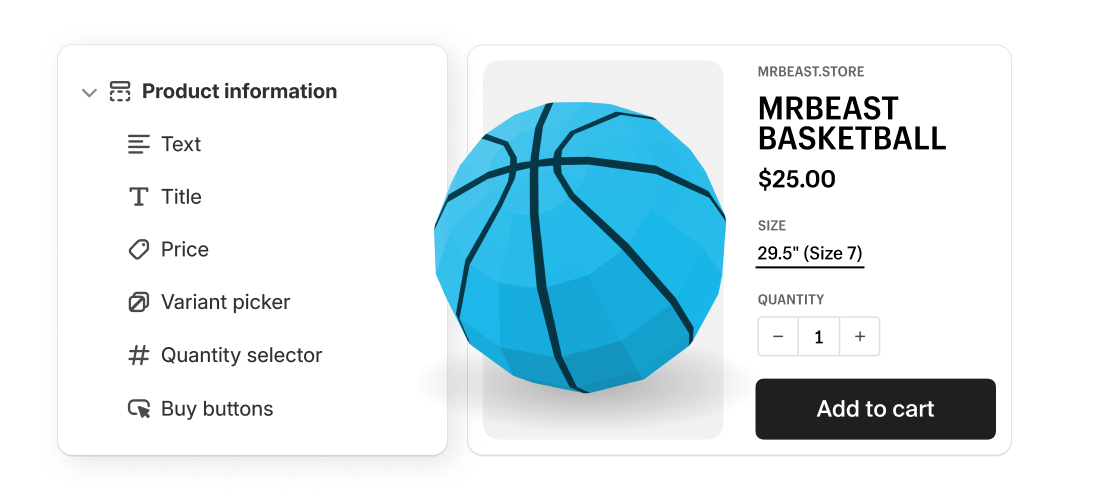 Product information
Text
Title
Price
Variant picker
Quantity selector
Buy buttons
MRBEAST.STORE
MRBEAST
BASKETBALL
$25.00
SIZE
29.5" (Size 7)
QUANTITY
− 1 +
Add to cart